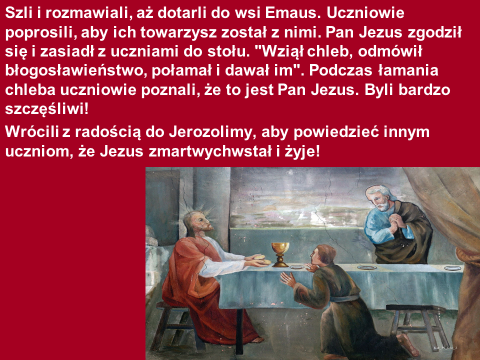 Szli i rozmawiali, aż dotarli do wsi Emaus. Uczniowie
poprosili, aby ich towarzysz został z nimi. Pan Jezus zgodził
się i zasiadł z uczniami do stołu. "Wziął chleb, odmówił
błogosławieństwo, połamał i dawał im". Podczas łamania
chleba uczniowie poznali, że to jest Pan Jezus. Byli bardzo
szczęśliwi!
Wrócili z radością do Jerozolimy, aby powiedzieć innym
uczniom, że Jezus zmartwychwstał i żyje!